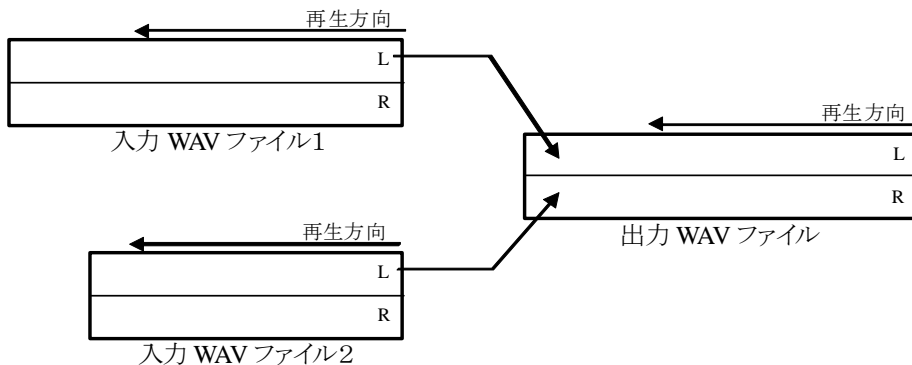 再生方向
L
R
入力 WAV ファイル1
再生方向
L
R
出力 WAV ファイル
再生方向
L
R
入力 WAV ファイル2